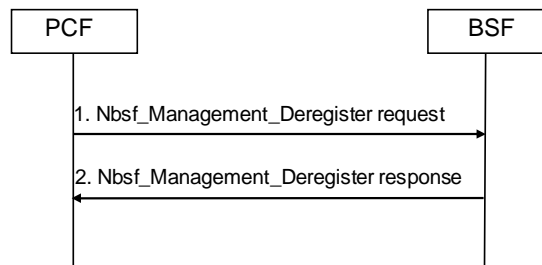 PCF
BSF
1. Nbsf_Management_Deregister request
2. Nbsf_Management_Deregister response